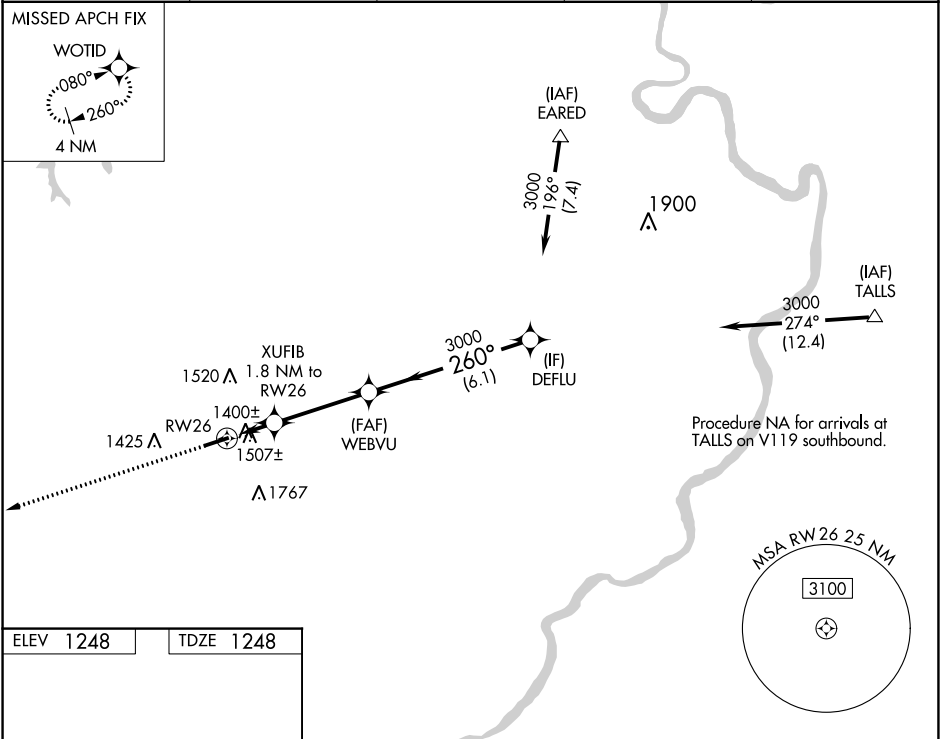 MISSED APCH FIX
WOTID
080°
260°
4 NM
(IAF)
EARED
3000
196°
(7.4)
1900
(IAF)
TALLS
3000
274°
(12.4)
3000
260°
(6.1)
(IF)
DEFLU
XUFIB
1.8 NM to
RW26
1520
1400±
RW26
1425
1507±
(FAF)
WEBVU
1767
Procedure NA for arrivals at
TALLS on V119 southbound.
MSA RW26 25 NM
3100
ELEV 1248
TDZE 1248